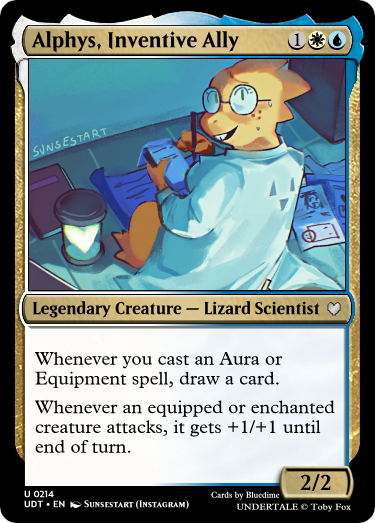 Alphys, Inventive Ally 1
SUNSESTART
Legendary Creature — Lizard Scientist
Whenever you cast an Aura or
Equipment spell, draw a card.
Whenever an equipped or enchanted
creature attacks, it gets +1/+1 until
end of turn.
2/2
U 0214
UDT • EN Sunsestart (Instagram)
Cards by Bluedime
UNDERTALE © Toby Fox